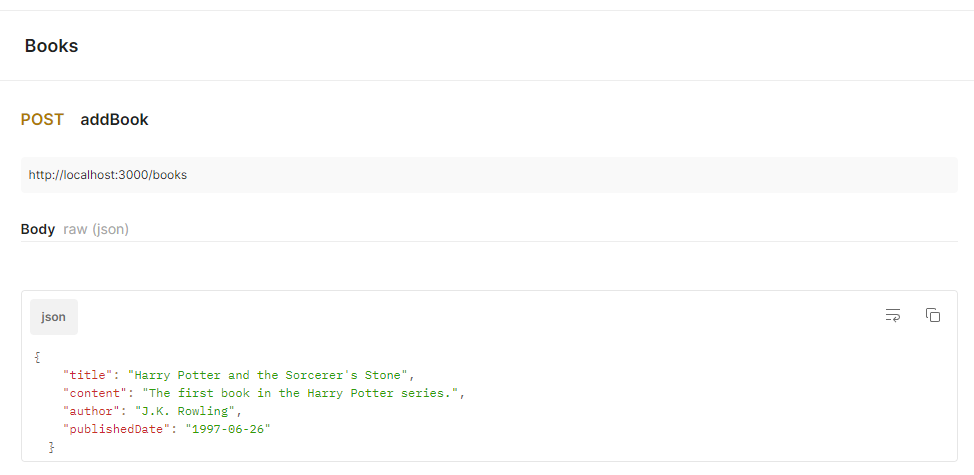 Books
POST addBook
http://localhost:3000/books
Body raw (json)
json
{
"title": "Harry Potter and the Sorcerer's Stone",
"content": "The first book in the Harry Potter series.",
"author": "J.K. Rowling",
"publishedDate": "1997-06-26"
}